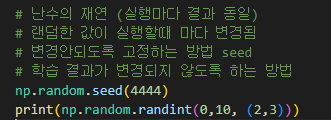 # 난수의 재연 (실행마다 결과 동일)
# 랜덤한 값이 실행할때 마다 변경됨
# 변경안되도록 고정하는 방법 seed
# 학습 결과가 변경되지 않도록 하는 방법
np.random.seed(4444)
print(np.random.randint(0,10, (2,3)))